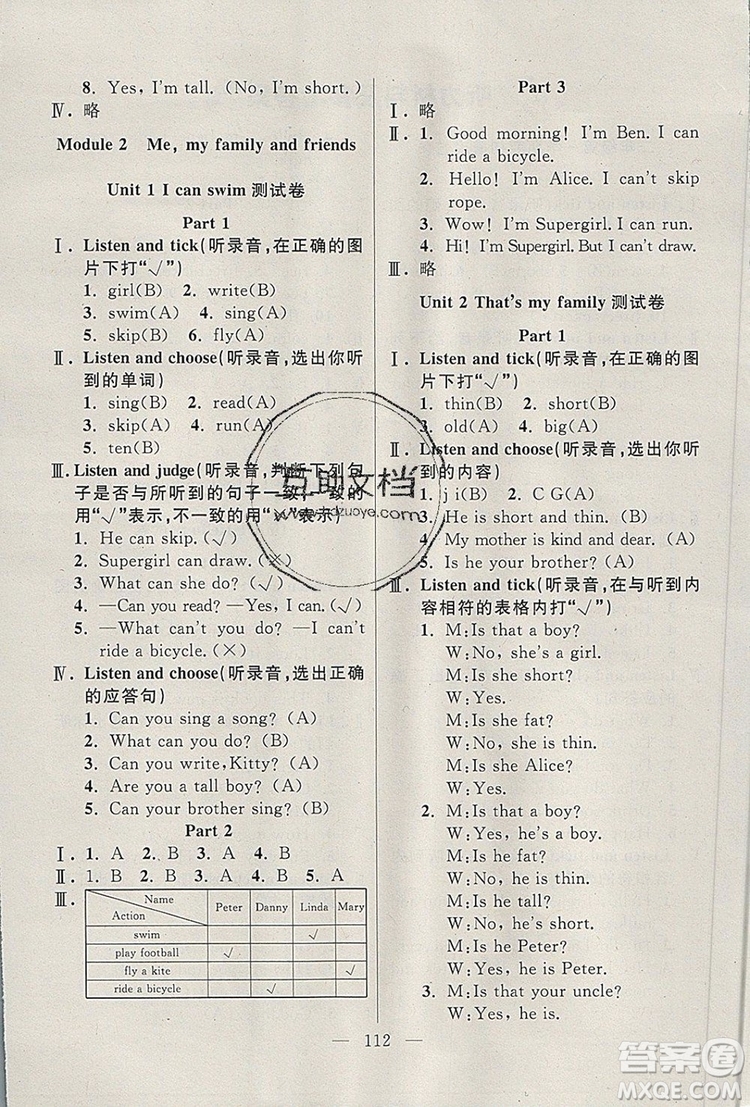 8. Yes, I'm tall. (No, I'm short.)
Ⅳ. 略
Module 2 Me, my family and friends
Unit 1 I can swim 测试卷
Part 1
Ⅰ. Listen and tick(听录音,在正确的图
片下打“√”)
1. girl(B) 2. write(B)
3. swim(A) 4. sing(A)
5. skip(B) 6. fly(A)
Ⅱ. Listen and choose(听录音,选出你听
到的单词)
1. sing(B) 2. read(A)
3. skip(A) 4. run(A)
5. ten(B)
Ⅲ. Listen and judge(听录音,判断下列句
子是否与所听到的句子一致,一致的
用“√”表示,不一致的用“×”表示)
1. He can skip. (√)
2. Supergirl can draw. (×)
3. What can she do? (√)
4. —Can you read? —Yes, I can. (√)
5. —What can't you do? —I can't
ride a bicycle. (×)
Ⅳ. Listen and choose(听录音,选出正确
的应答句)
1. Can you sing a song? (A)
2. What can you do? (B)
3. Can you write, Kitty? (A)
4. Are you a tall boy? (A)
5. Can your brother sing? (B)
Part 2
Ⅰ. 1. A 2. B 3. B 4. B 5. A
Ⅱ. 1. B 2. B 3. A 4. B 5. A
Ⅲ.
Name
Action
Peter Danny Linda Mary
swim √
play football √
fly a kite √
ride a bicycle √
Part 3
Ⅰ. 略
Ⅱ. 1. Good morning! I'm Ben. I can
ride a bicycle.
2. Hello! I'm Alice. I can't skip
rope.
3. Wow! I'm Supergirl. I can run.
4. Hi! I'm Supergirl. But I can't draw.
Ⅲ. 略
Unit 2 That's my family 测试卷
Part 1
Ⅰ. Listen and tick(听录音,在正确的图
片下打“√”)
1. thin(B) 2. short(B)
3. old(A) 4. big(A)
Ⅱ. Listen and choose(听录音,选出你听
到的内容)
1. j i(B) 2. C G(B)
3. He is short and thin. (B)
4. My mother is kind and dear. (A)
5. Is he your brother? (A)
Ⅲ. Listen and tick(听录音,在与听到
内容相符的表格内打“√”)
1. M:Is that a boy?
W:No, she's a girl.
M:Is she short?
W:Yes.
M:Is she fat?
W:No, she is thin.
M:Is she Alice?
W:Yes.
2. M:Is that a boy?
W:Yes, he's a boy.
M:Is he fat?
W:No, he is thin.
M:Is he tall?
W:No, he's short.
M:Is he Peter?
W:Yes, he is Peter.
3. M:Is that your uncle?
W:Yes, he is.
112
互助文档
答案圈
MXQE.COM